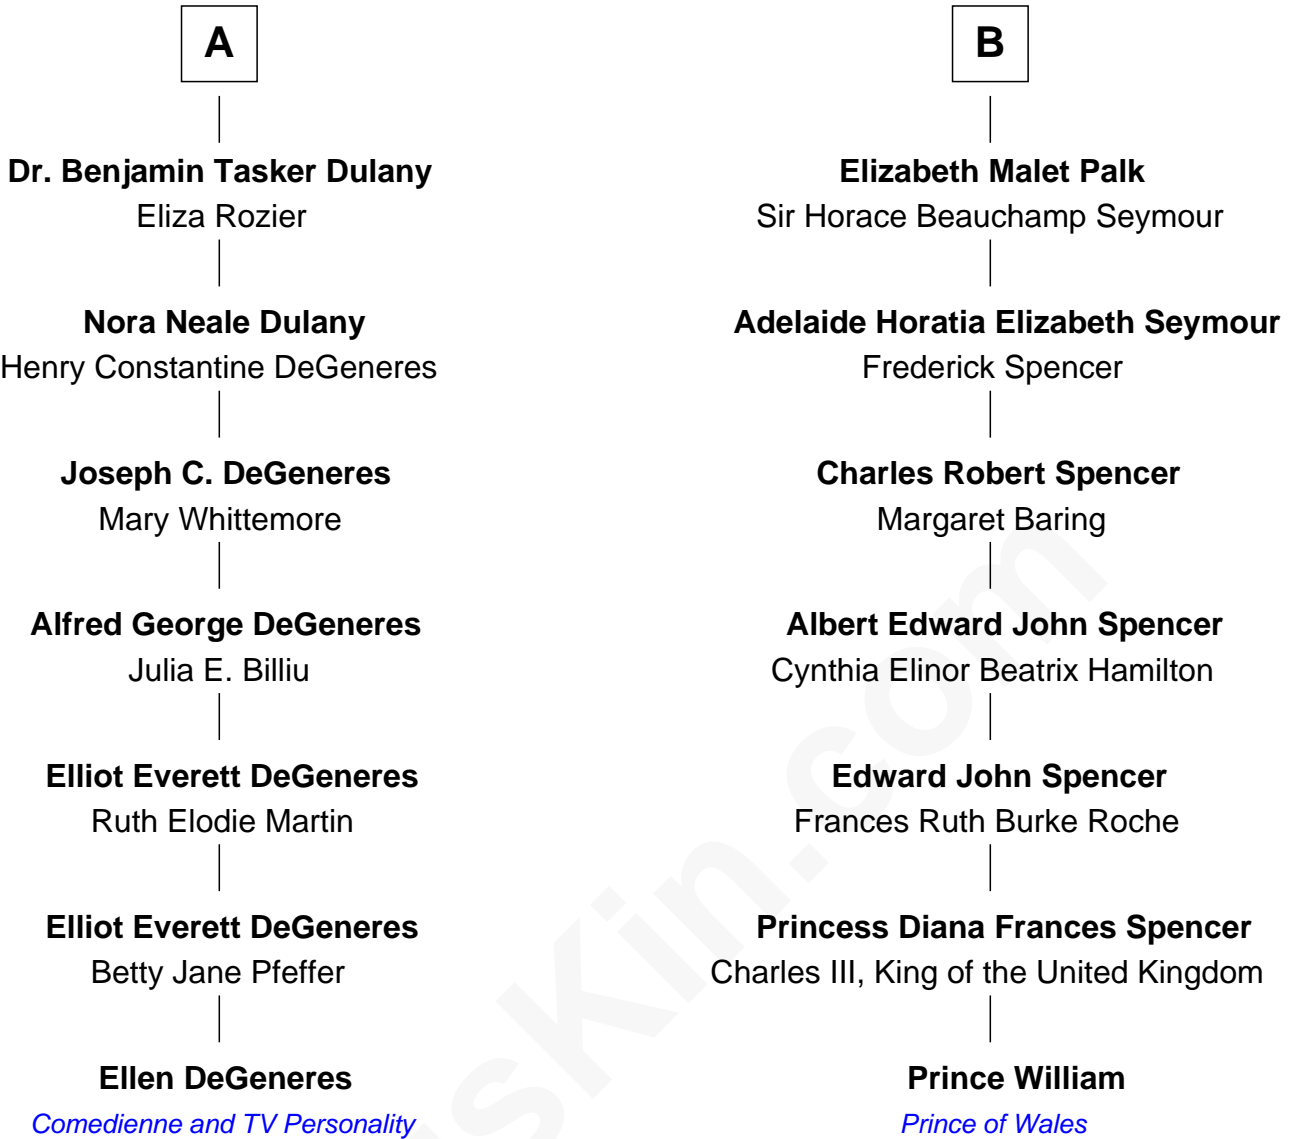 A
Dr. Benjamin Tasker Dulany
Eliza Rozier
Nora Neale Dulany
Henry Constantine DeGeneres
Joseph C. DeGeneres
Mary Whittemore
Alfred George DeGeneres
Julia E. Billiu
Elliot Everett DeGeneres
Ruth Elodie Martin
Elliot Everett DeGeneres
Betty Jane Pfeffer
Ellen DeGeneres
Comedienne and TV Personality
B
Elizabeth Malet Palk
Sir Horace Beauchamp Seymour
Adelaide Horatia Elizabeth Seymour
Frederick Spencer
Charles Robert Spencer
Margaret Baring
Albert Edward John Spencer
Cynthia Elinor Beatrix Hamilton
Edward John Spencer
Frances Ruth Burke Roche
Princess Diana Frances Spencer
Charles III, King of the United Kingdom
Prince William
Prince of Wales